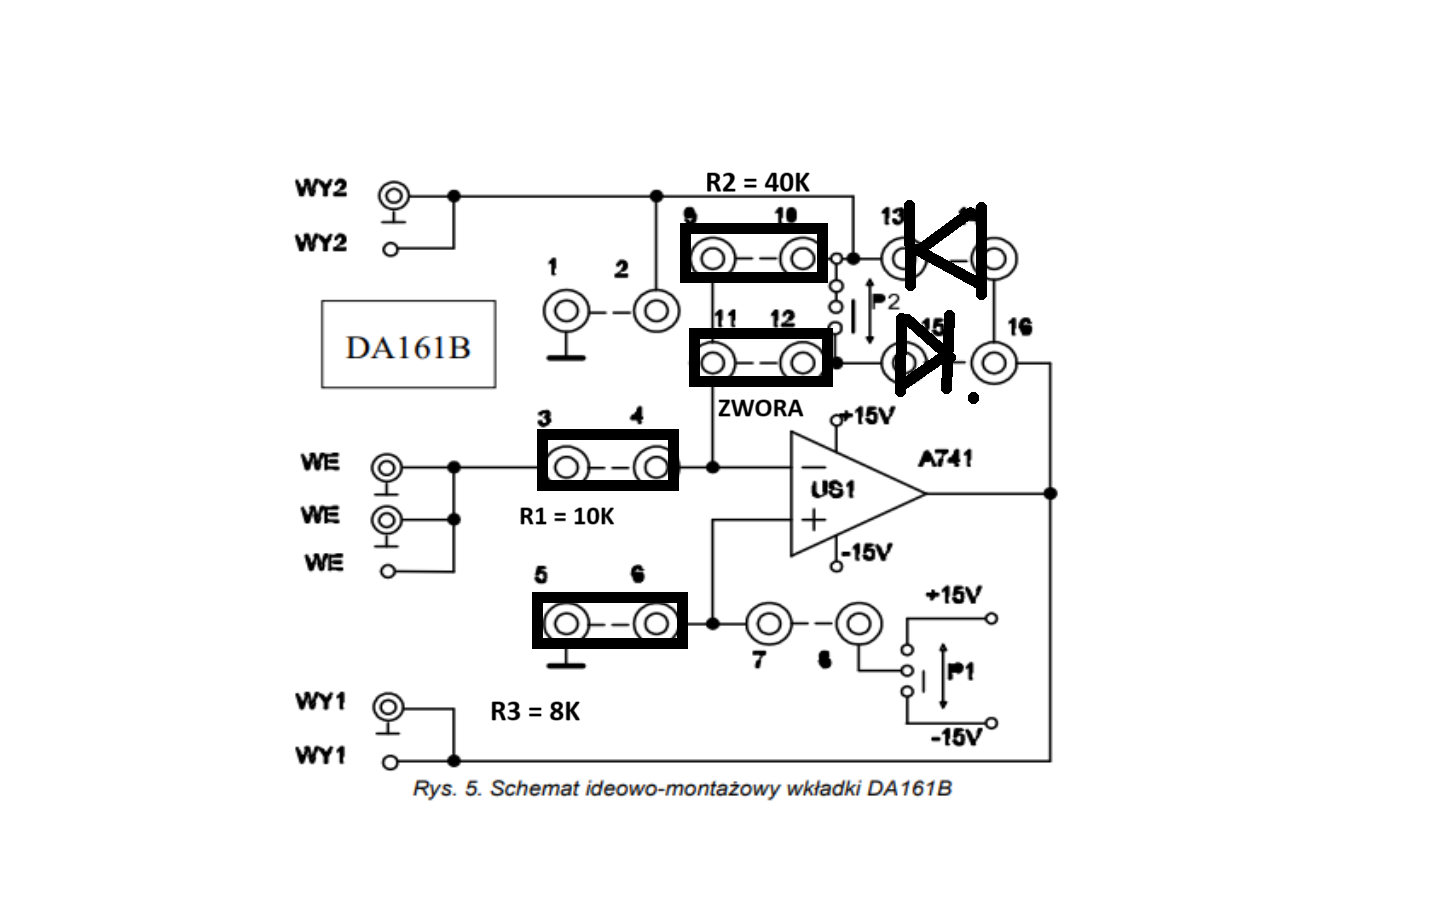 WY2
R2 = 40K
9 10
13
WY2
1 2
P2
11 12
15
16
DA161B
ZWORA
3 4
+15V
WE
A741
US1
WE
R1 = 10K
WE
-15V
5 6
+15V
7 8
P1
WY1
R3 = 8K
-15V
WY1
Rys. 5. Schemat ideowo-montażowy wkładki DA161B